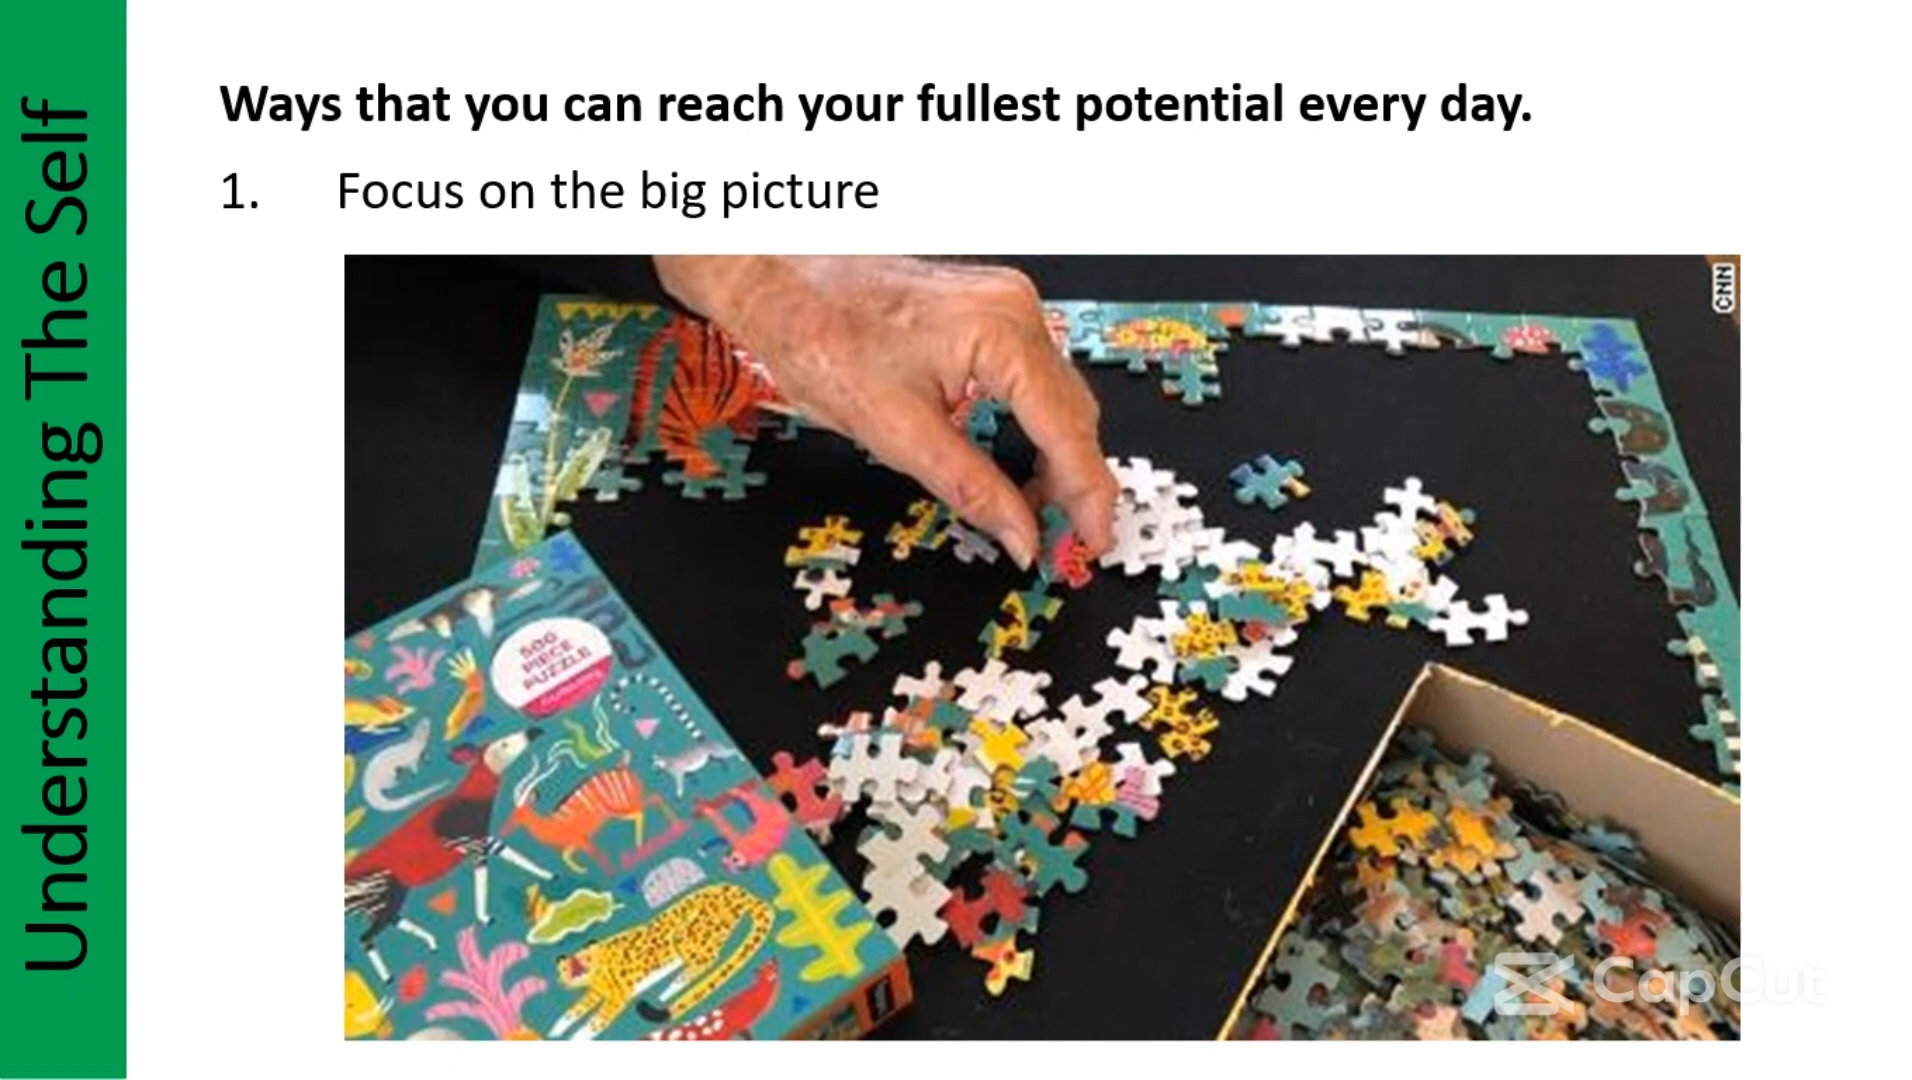 Understanding The Self
Ways that you can reach your fullest potential every day.
1. Focus on the big picture
CNN
500
PIECE
PUZZLE
CapCut